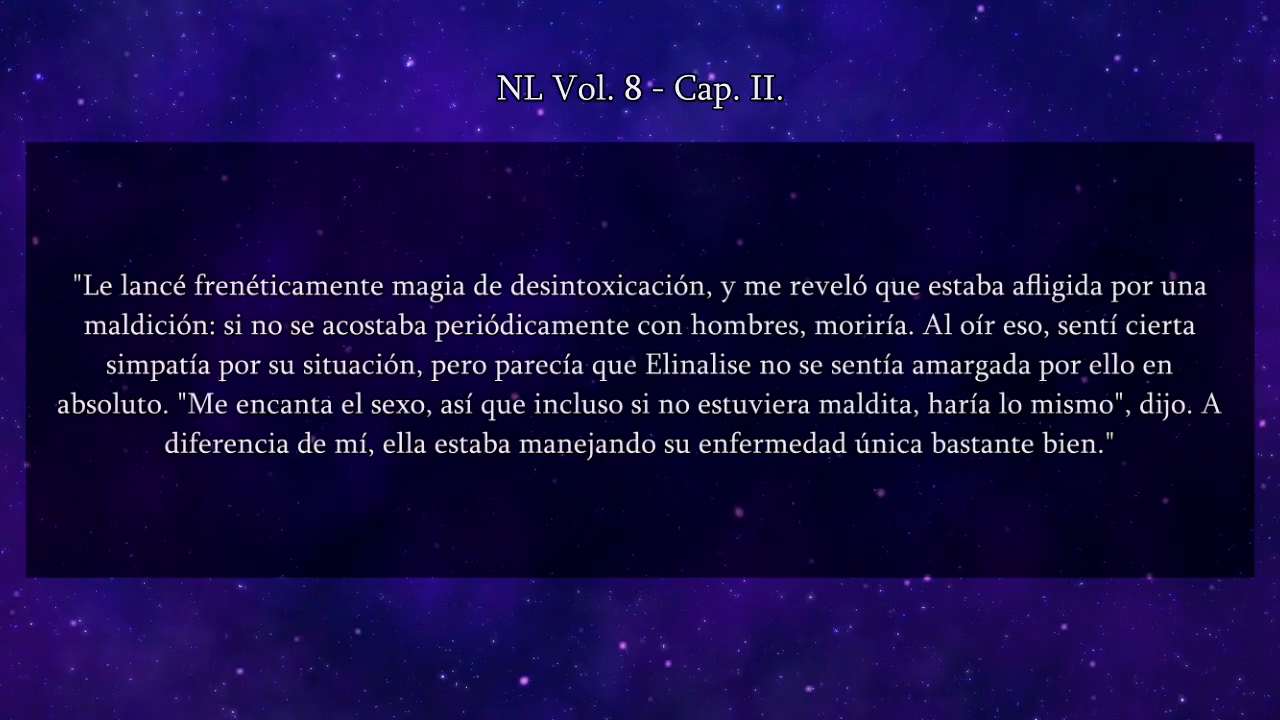 NL Vol. 8 - Cap. II.
"Le lancé frenéticamente magia de desintoxicación, y me reveló que estaba afligida por una
maldición: si no se acostaba periódicamente con hombres, moriría. Al oír eso, sentí cierta
simpatía por su situación, pero parecía que Elinalise no se sentía amargada por ello en
absoluto. "Me encanta el sexo, así que incluso si no estuviera maldita, haría lo mismo", dijo. A
diferencia de mí, ella estaba manejando su enfermedad única bastante bien."